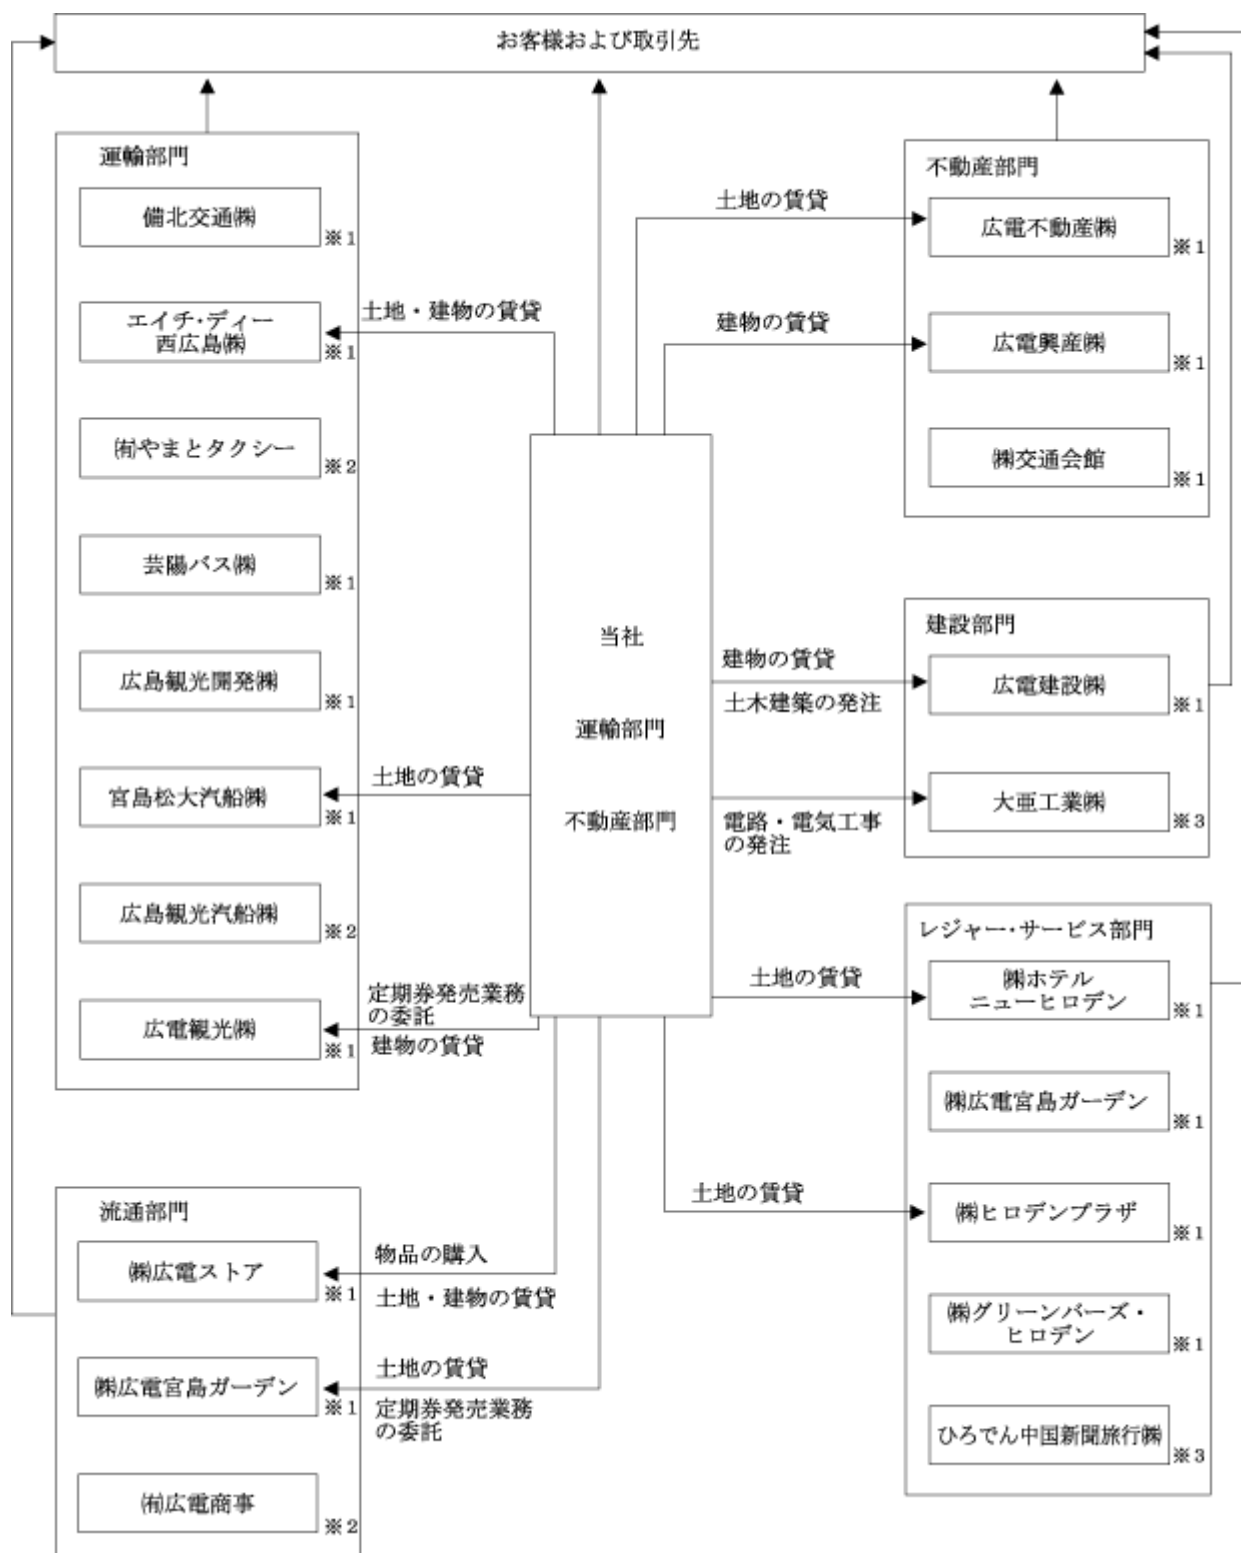 お客様および取引先
運輸部門
備北交通㈱
※1
エイチ・ディー
西広島㈱
※1
㈲やまとタクシー
※2
芸陽バス㈱
※1
広島観光開発㈱
※1
宮島松大汽船㈱
※1
広島観光汽船㈱
※2
広電観光㈱
※1
流通部門
㈱広電ストア
※1
㈱広電宮島ガーデン
※1
㈲広電商事
※2
土地・建物の賃貸
土地の賃貸
定期券発売業務
の委託
建物の賃貸
物品の購入
土地・建物の賃貸
土地の賃貸
定期券発売業務
の委託
当社
運輸部門
不動産部門
土地の賃貸
建物の賃貸
建物の賃貸
土木建築の発注
電路・電気工事
の発注
土地の賃貸
土地の賃貸
不動産部門
広電不動産㈱
※1
広電興産㈱
※1
㈱交通会館
※1
建設部門
広電建設㈱
※1
大亜工業㈱
※3
レジャー・サービス部門
㈱ホテル
ニューヒロデン
※1
㈱広電宮島ガーデン
※1
㈱ヒロデンプラザ
※1
㈱グリーンバーズ・
ヒロデン
※1
ひろでん中国新聞旅行㈱
※3